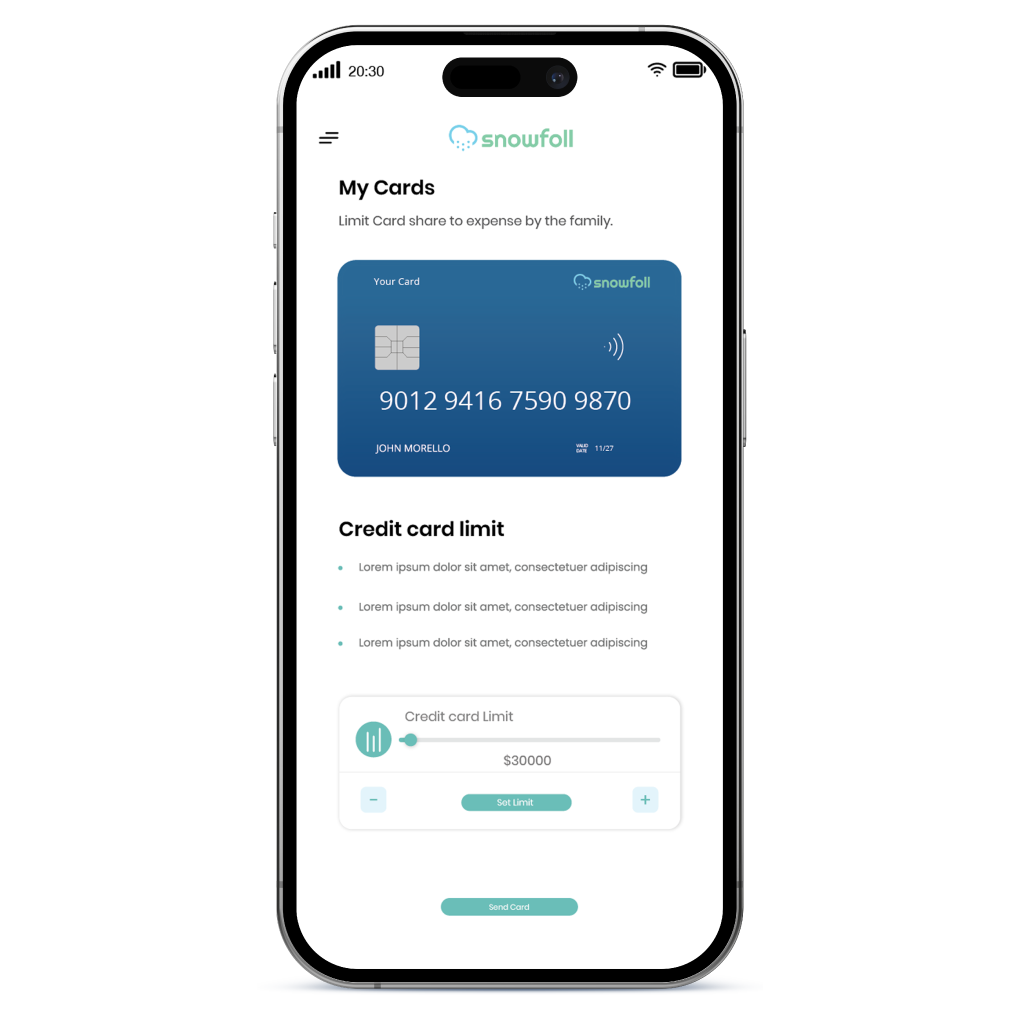 20:30
snowfoll
My Cards
Limit Card share to expense by the family.
Your Card
snowfoll
9012 9416 7590 9870
JOHN MORELLO
VALID
DATE
11/27
Credit card limit
Lorem ipsum dolor sit amet, consectetuer adipiscing
Lorem ipsum dolor sit amet, consectetuer adipiscing
Lorem ipsum dolor sit amet, consectetuer adipiscing
Credit card Limit
$30000
- Set Limit +
Send Card